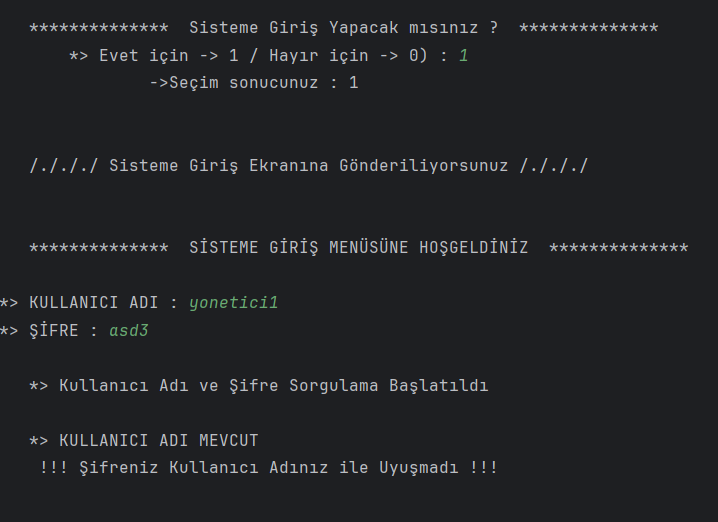 ************** Sisteme Giriş Yapacak mısınız ? **************
*> Evet için -> 1 / Hayır için -> 0) : 1
->Seçim sonucunuz : 1
/./././ Sisteme Giriş Ekranına Gönderiliyorsunuz /./././
************** SİSTEME GİRİŞ MENÜSÜNE HOŞGELDİNİZ **************
*> KULLANICI ADI : yonetici1
*> ŞİFRE : asd3
*> Kullanıcı Adı ve Şifre Sorgulama Başlatıldı
*> KULLANICI ADI MEVCUT
!!! Şifreniz Kullanıcı Adınız ile Uyuşmadı !!!